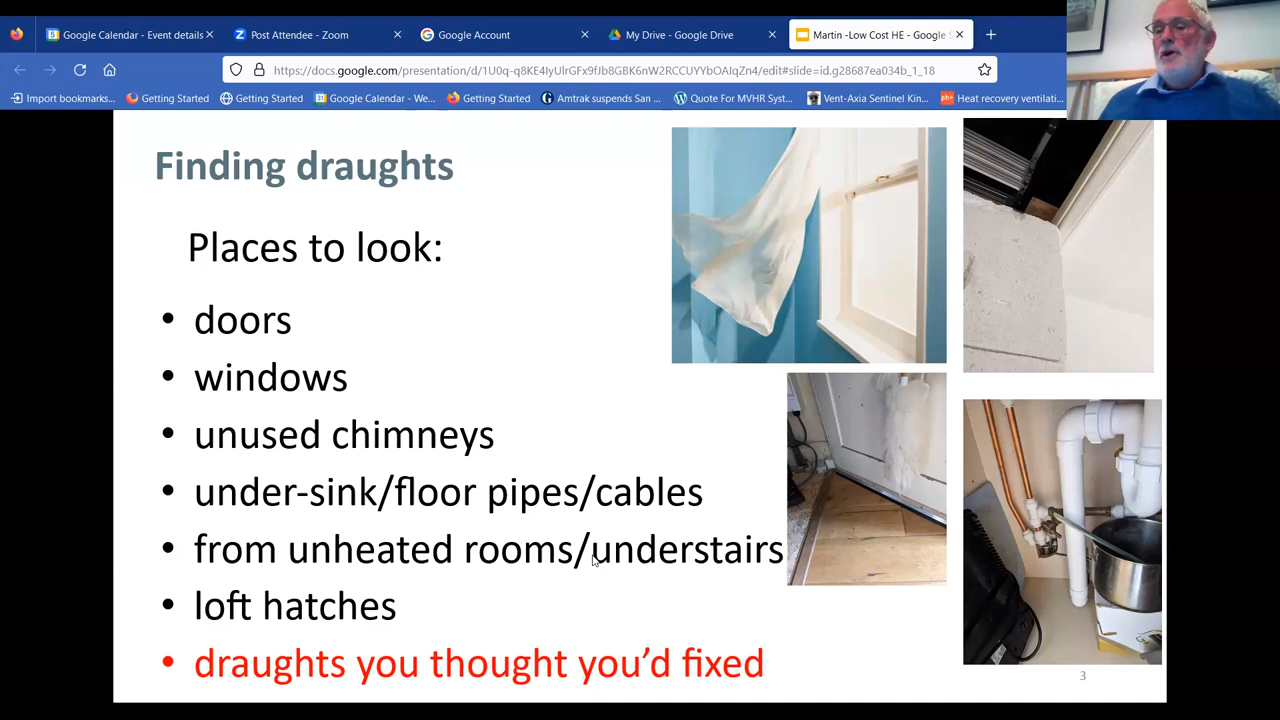 Google Calendar - Event details
Post Attendee - Zoom
Google Account
My Drive - Google Drive
Martin -Low Cost HE - Google S
https://docs.google.com/presentation/d/1U0q-q8KE4lyUlrGFx9fJb8GBK6nW2RCCUYYbOAIqZn4/edit#slide=id.g28687ea034b_1_18
Import bookmarks...
Getting Started
Getting Started
Google Calendar - We...
Getting Started
Amtrak suspends San ...
Quote For MVHR Syst...
Vent-Axia Sentinel Kin...
Heat recovery ventilati...
Finding draughts
Places to look:
• doors
• windows
• unused chimneys
• under-sink/floor pipes/cables
• from unheated rooms/understairs
• loft hatches
• draughts you thought you'd fixed
3